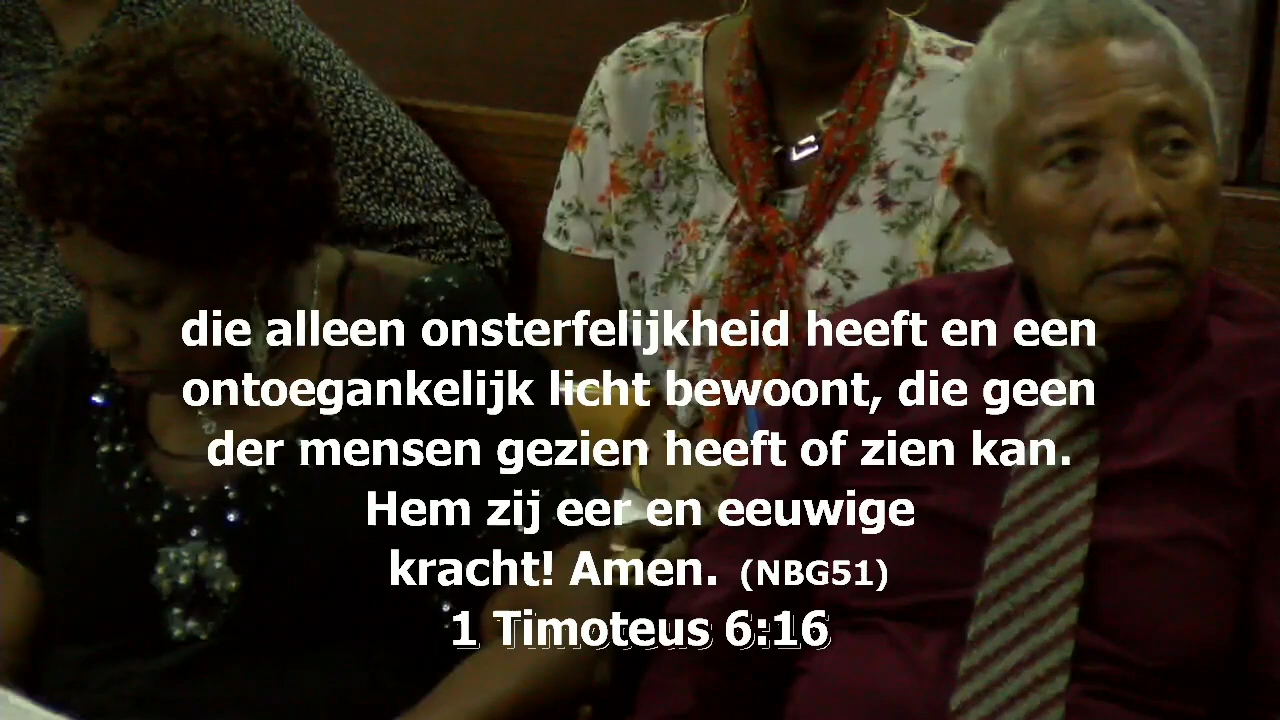 die alleen onsterfelijkheid heeft en een
ontoegankelijk licht bewoont, die geen
der mensen gezien heeft of zien kan.
Hem zij eer en eeuwige
kracht! Amen. (NBG51)
1 Timoteus 6:16